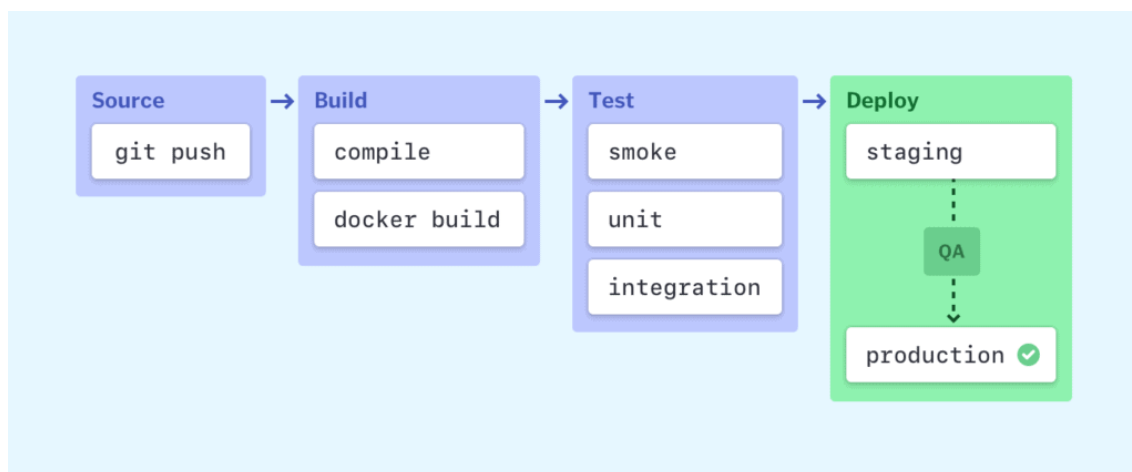 Source
git push
Build
compile
docker build
Test
smoke
unit
integration
Deploy
staging
QA
production